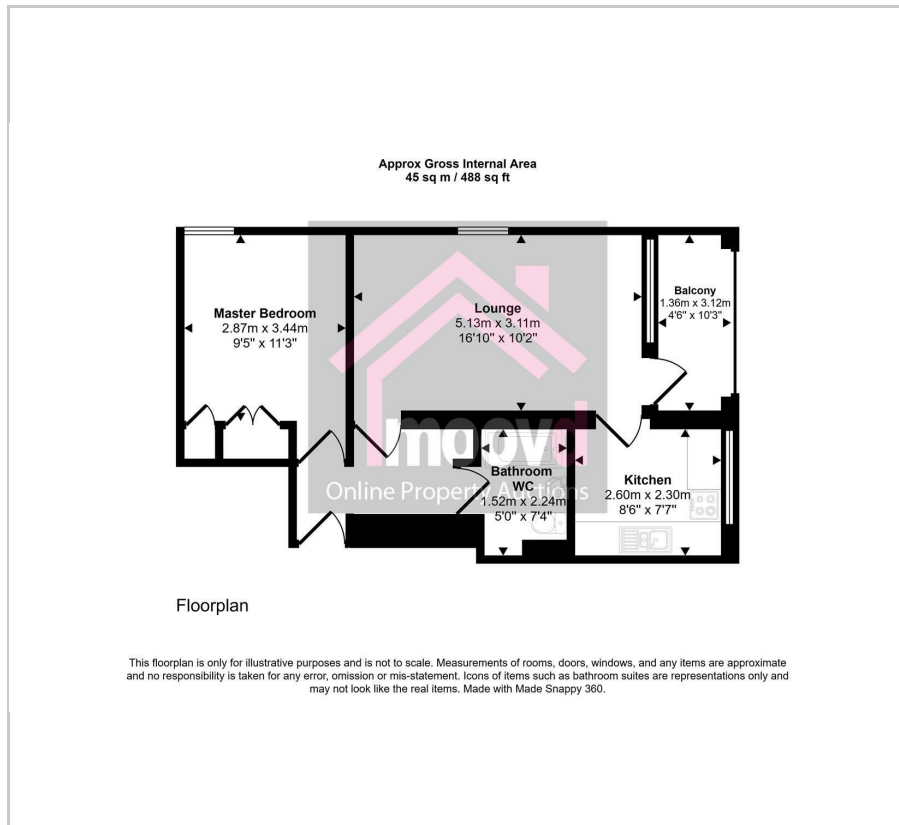 Approx Gross Internal Area
45 sq m / 488 sq ft
Master Bedroom
2.87m x 3.44m
9'5" x 11'3"
Lounge
5.13m x 3.11m
16'10" x 10'2"
Balcony
1.36m x 3.12m
4'6" x 10'3"
moovd
Online Property Auctions
Bathroom
WC
1.52m x 2.24m
5'0" x 7'4"
Kitchen
2.60m x 2.30m
8'6" x 7'7"
Floorplan
This floorplan is only for illustrative purposes and is not to scale. Measurements of rooms, doors, windows, and any items are approximate
and no responsibility is taken for any error, omission or mis-statement. Icons of items such as bathroom suites are representations only and
may not look like the real items. Made with Made Snappy 360.